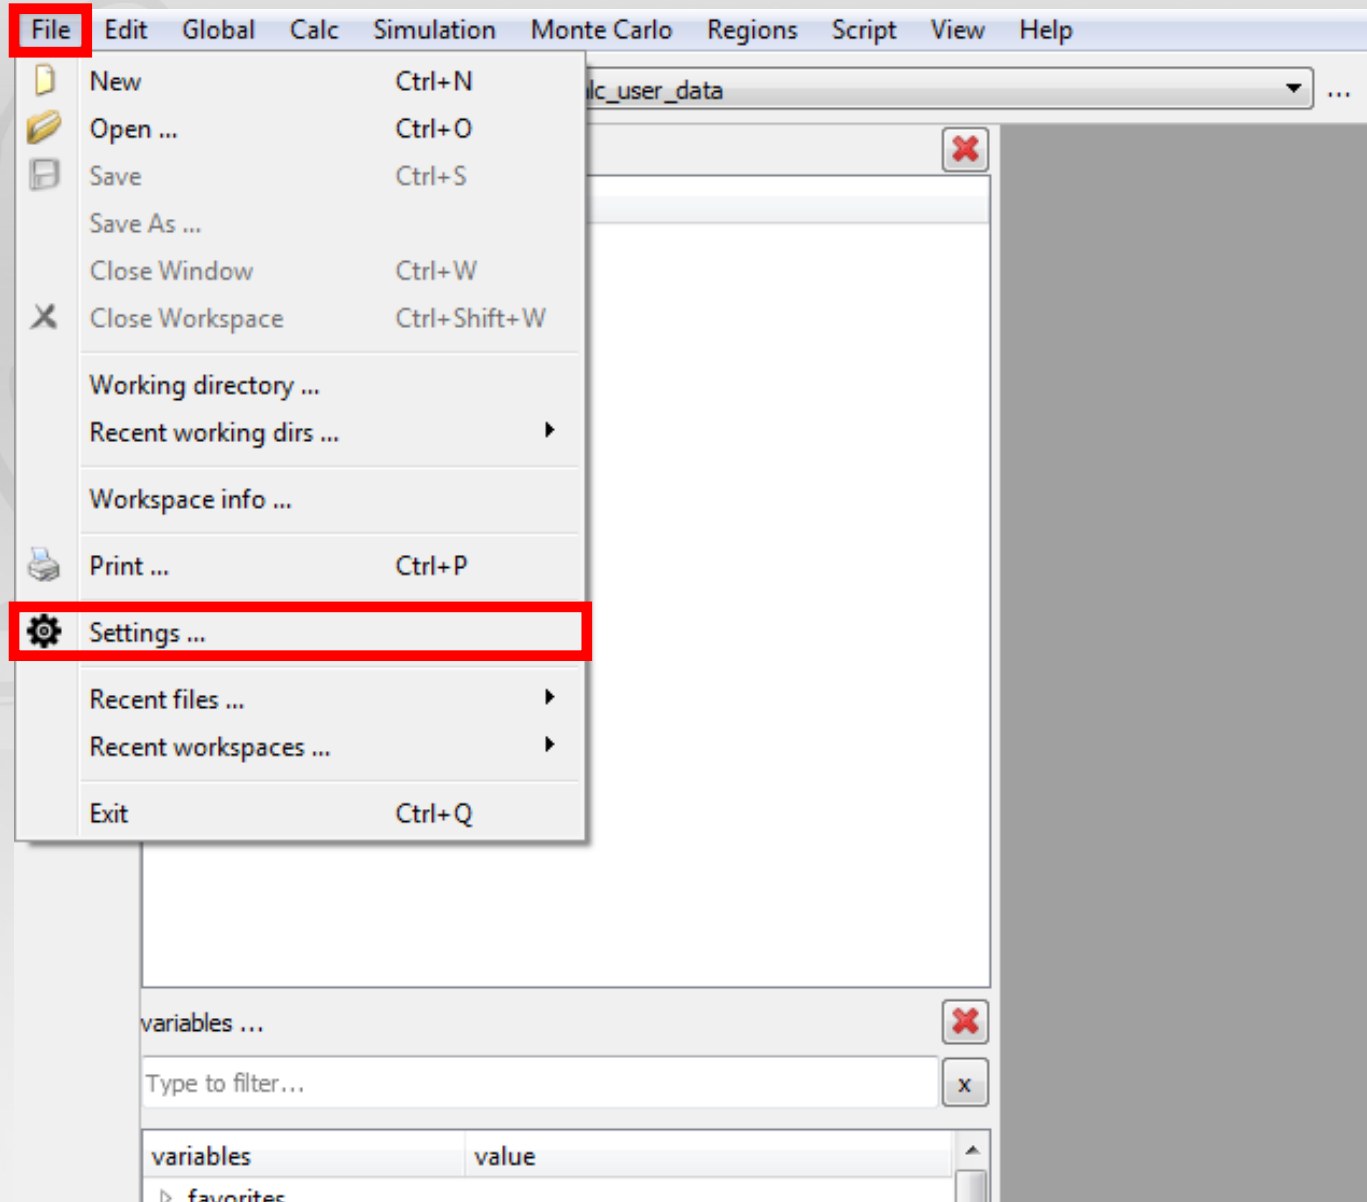 File Edit Global Calc Simulation Monte Carlo Regions Script View Help
New Ctrl+N
lc_user_data ...
Open ... Ctrl+O
Save Ctrl+S
Save As ...
Close Window Ctrl+W
Close Workspace Ctrl+Shift+W
Working directory ...
Recent working dirs ...
Workspace info ...
Print ... Ctrl+P
Settings ...
Recent files ...
Recent workspaces ...
Exit Ctrl+Q
variables ...
Type to filter... x
variables value
favorites